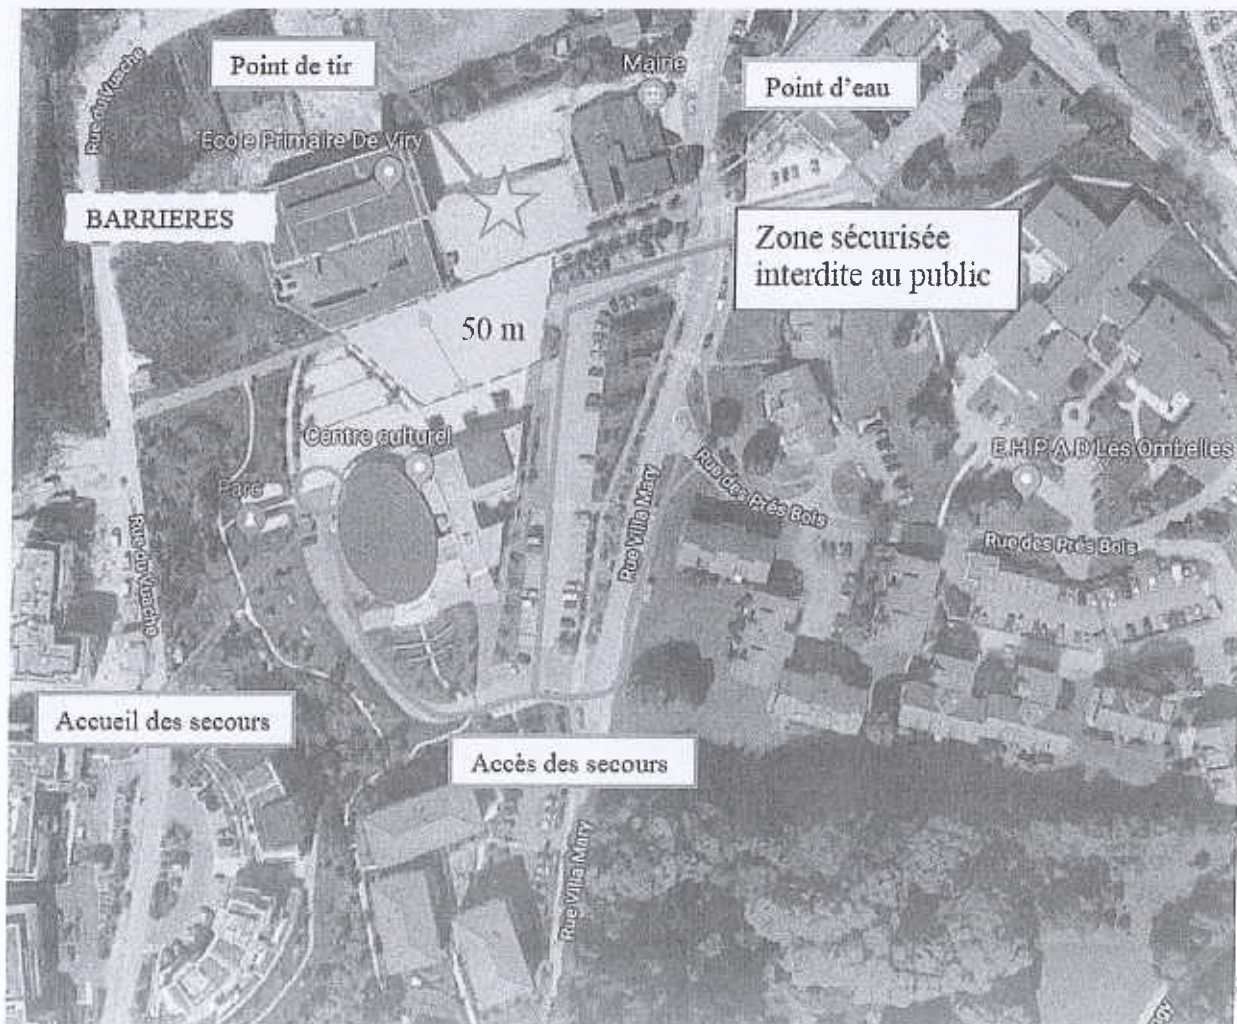 Rue du Vuache
Point de tir
Mairie
Point d'eau
Ecole Primaire De Viry
BARRIERES
Zone sécurisée
interdite au public
50 m
Centre culturel
Parc
Rue du Vuache
Rue Villa Mary
Rue des Prés Bois
E.H.P.A.D Les Ombelles
Rue des Prés Bois
Accueil des secours
Accès des secours
Rue Villa Mary